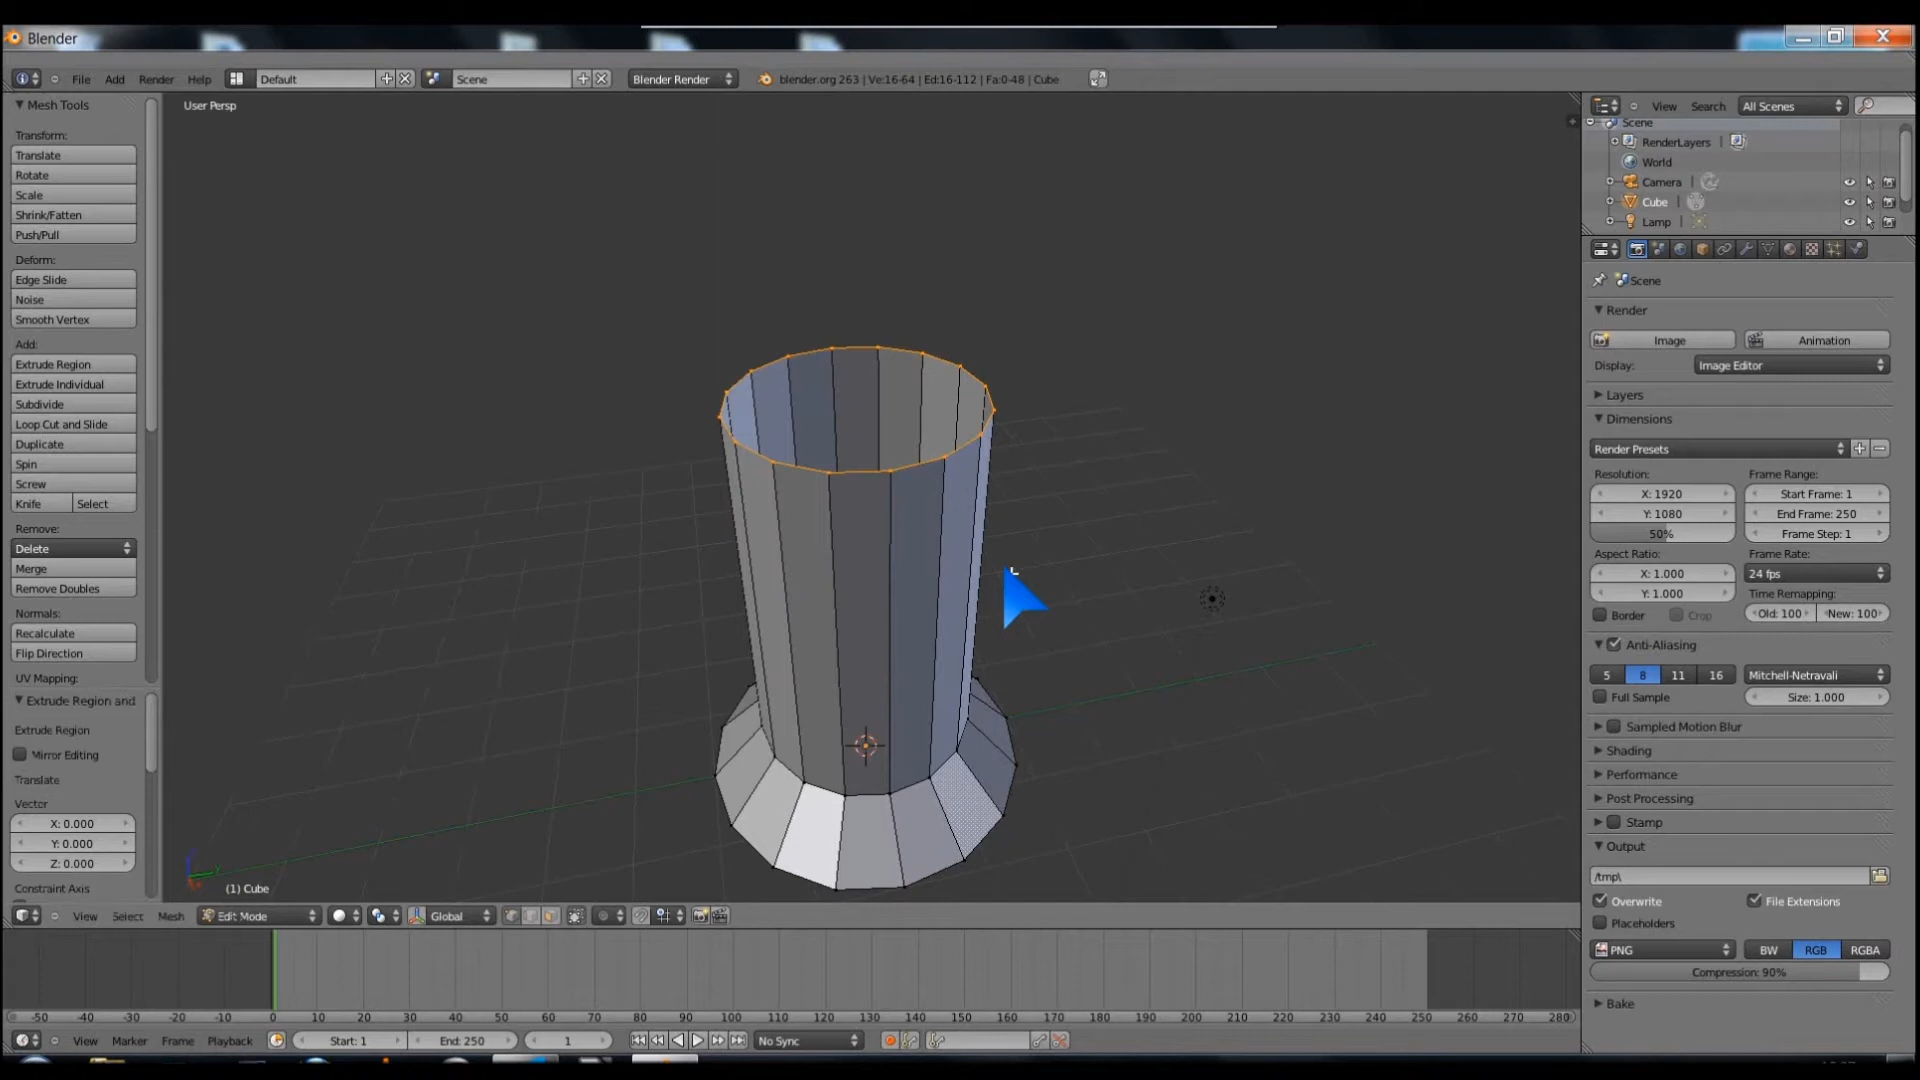 Blender
File Add Render Help Default Scene Blender Render blender.org 263 | Ve:16-64 | Ed:16-112 | Fa:0-48 | Cube
Mesh Tools
Transform:
Translate
Rotate
Scale
Shrink/Fatten
Push/Pull
Deform:
Edge Slide
Noise
Smooth Vertex
Add:
Extrude Region
Extrude Individual
Subdivide
Loop Cut and Slide
Duplicate
Spin
Screw
Knife Select
Remove:
Delete
Merge
Remove Doubles
Normals:
Recalculate
Flip Direction
UV Mapping:
Extrude Region and
Extrude Region
Mirror Editing
Translate
Vector
X: 0.000
Y: 0.000
Z: 0.000
Constraint Axis
User Persp
(1) Cube
View Select Mesh Edit Mode Global
-50 -40 -30 -20 -10 0 10 20 30 40 50 60 70 80 90 100 110 120 130 140 150 160 170 180 190 200 210 220 230 240 250 260 270 280
View Marker Frame Playback Start: 1 End: 250 1 No Sync
View Search All Scenes
Scene
RenderLayers
World
Camera
Cube
Lamp
Scene
Render
Image Animation
Display: Image Editor
Layers
Dimensions
Render Presets
Resolution: Frame Range:
X: 1920 Start Frame: 1
Y: 1080 End Frame: 250
50% Frame Step: 1
Aspect Ratio: Frame Rate:
X: 1.000 24 fps
Y: 1.000 Time Remapping:
Border Crop Old: 100 New: 100
Anti-Aliasing
5 8 11 16 Mitchell-Netravali
Full Sample Size: 1.000
Sampled Motion Blur
Shading
Performance
Post Processing
Stamp
Output
/tmp\
Overwrite File Extensions
Placeholders
PNG BW RGB RGBA
Compression: 90%
Bake